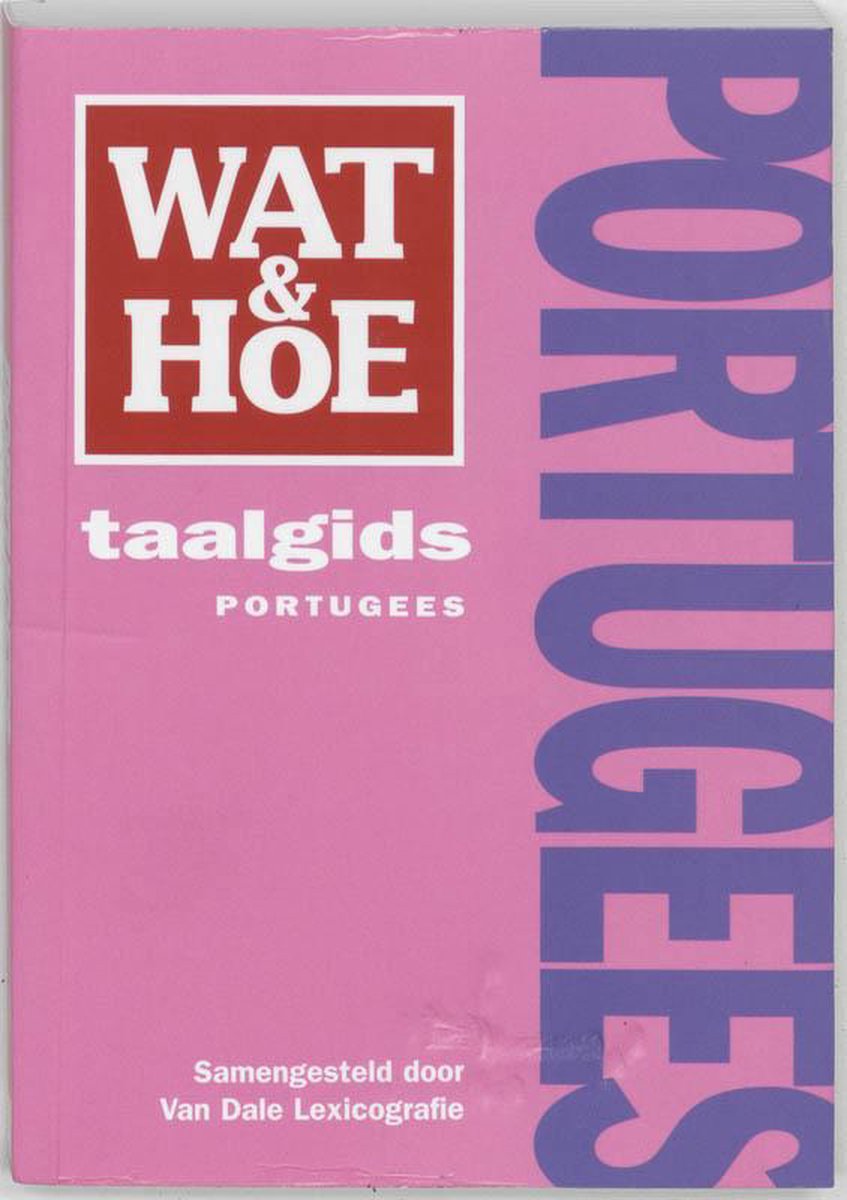 WAT
&
HOE
taalgids
PORTUGEES
Samengesteld door
Van Dale Lexicografie
PORTUGEES